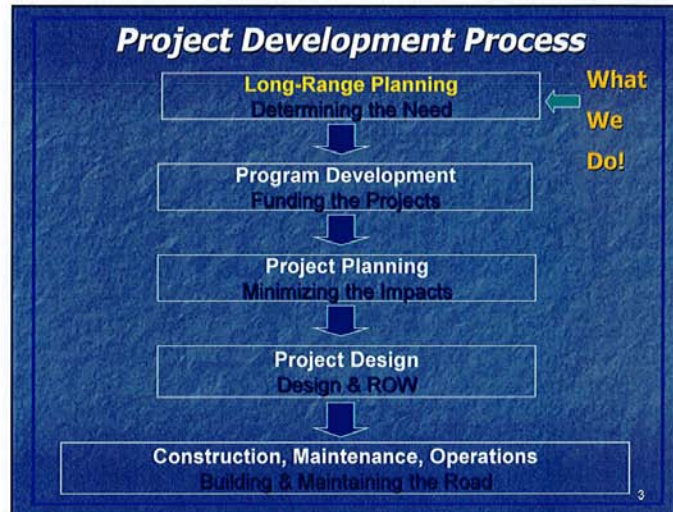 Project Development Process
Long-Range Planning
Determining the Need
What
We
Do!
Program Development
Funding the Projects
Project Planning
Minimizing the Impacts
Project Design
Design & ROW
Construction, Maintenance, Operations
Building & Maintaining the Road
3